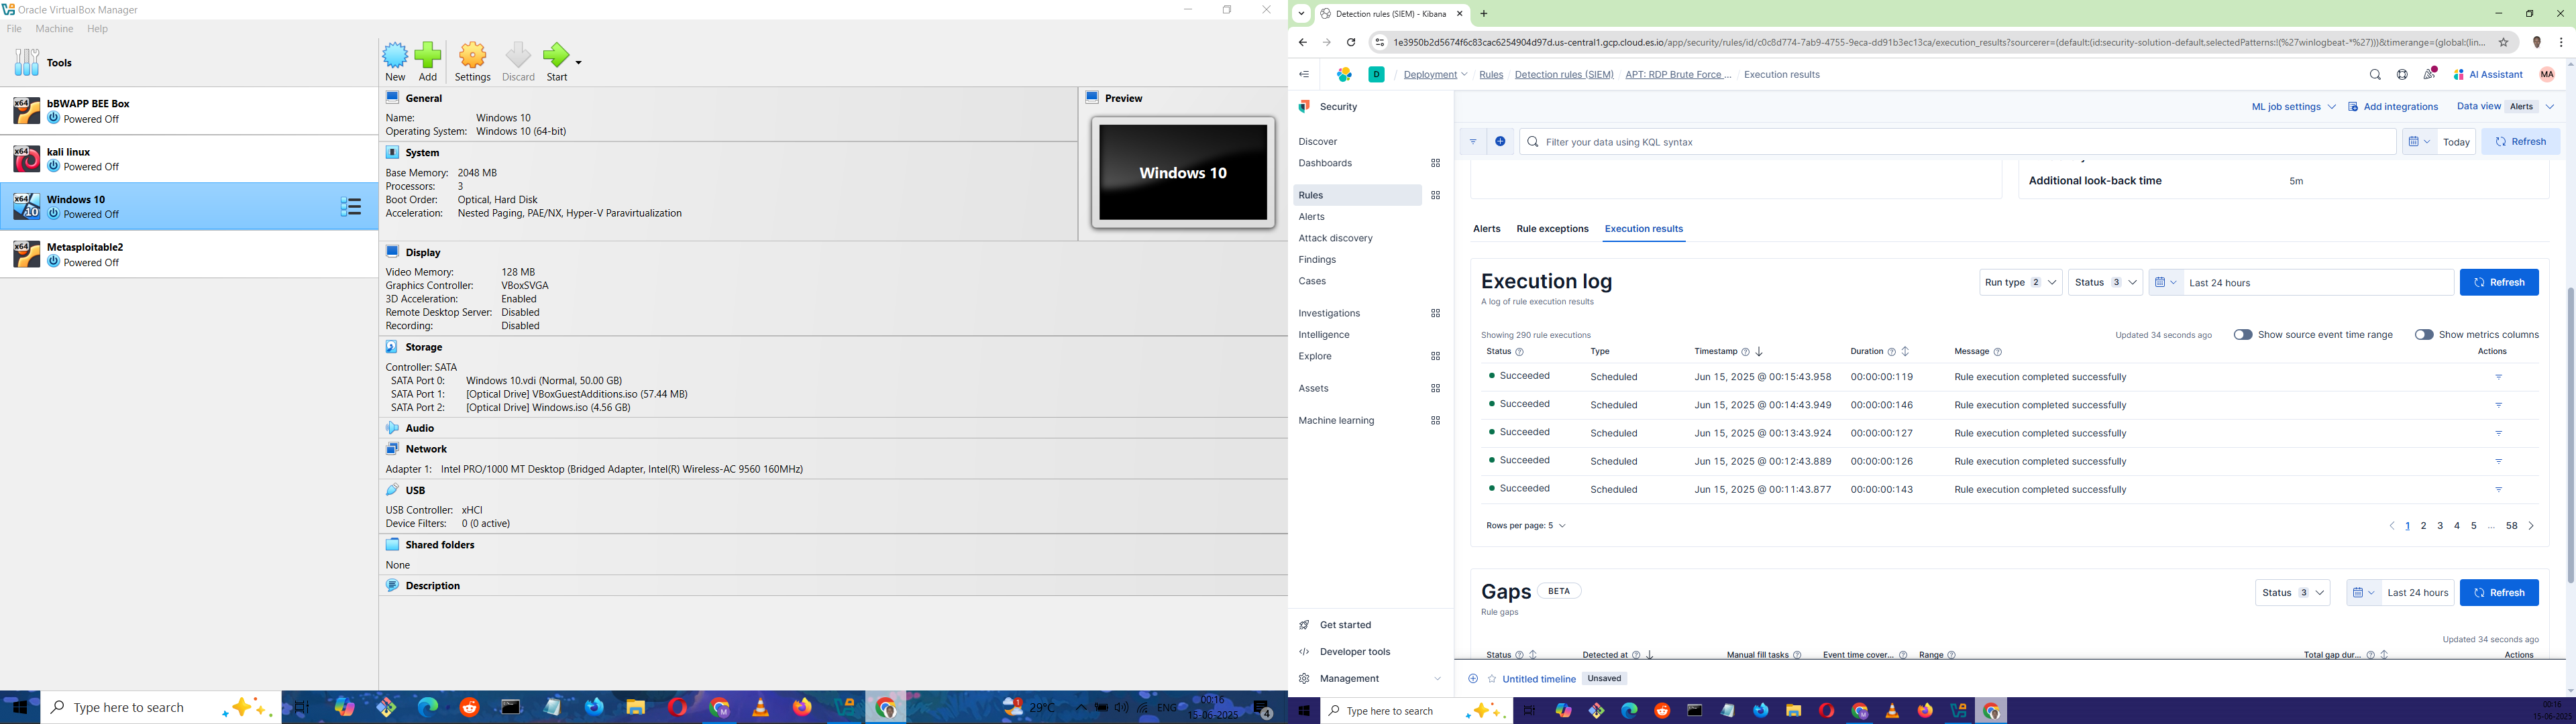 Oracle VirtualBox Manager
File Machine Help
Tools
New Add Settings Discard Start
bBWAPP BEE Box
Powered Off
kali linux
Powered Off
Windows 10
Powered Off
Metasploitable2
Powered Off
General
Name: Windows 10
Operating System: Windows 10 (64-bit)
System
Base Memory: 2048 MB
Processors: 3
Boot Order: Optical, Hard Disk
Acceleration: Nested Paging, PAE/NX, Hyper-V Paravirtualization
Preview
Windows 10
Display
Video Memory: 128 MB
Graphics Controller: VBoxSVGA
3D Acceleration: Enabled
Remote Desktop Server: Disabled
Recording: Disabled
Storage
Controller: SATA
SATA Port 0: Windows 10.vdi (Normal, 50.00 GB)
SATA Port 1: [Optical Drive] VBoxGuestAdditions.iso (57.44 MB)
SATA Port 2: [Optical Drive] Windows.iso (4.56 GB)
Audio
Network
Adapter 1: Intel PRO/1000 MT Desktop (Bridged Adapter, Intel(R) Wireless-AC 9560 160MHz)
USB
USB Controller: xHCI
Device Filters: 0 (0 active)
Shared folders
None
Description
Type here to search
29°C
ENG
00:16
15-06-2025
4
Detection rules (SIEM) - Kibana
1e3950b2d5674f6c83cac6254904d97d.us-central1.gcp.cloud.es.io/app/security/rules/id/c0c8d774-7ab9-4755-9eca-dd91b3ec13ca/execution_results?sourcerer=(default:(id:security-solution-default,selectedPatterns:!(%27winlogbeat-*%27)))&timerange=(global:(lin...
D
Deployment / Rules / Detection rules (SIEM) / APT: RDP Brute Force ... / Execution results
AI Assistant
MA
Security
ML job settings
Add integrations
Data view Alerts
Filter your data using KQL syntax
Today
Refresh
Discover
Dashboards
Rules
Alerts
Attack discovery
Findings
Cases
Investigations
Intelligence
Explore
Assets
Machine learning
Get started
Developer tools
Management
Additional look-back time 5m
Alerts Rule exceptions Execution results
Execution log
A log of rule execution results
Run type 2
Status 3
Last 24 hours
Refresh
Showing 290 rule executions
Updated 34 seconds ago
Show source event time range
Show metrics columns
Status Type Timestamp Duration Message Actions
Succeeded Scheduled Jun 15, 2025 @ 00:15:43.958 00:00:00:119 Rule execution completed successfully
Succeeded Scheduled Jun 15, 2025 @ 00:14:43.949 00:00:00:146 Rule execution completed successfully
Succeeded Scheduled Jun 15, 2025 @ 00:13:43.924 00:00:00:127 Rule execution completed successfully
Succeeded Scheduled Jun 15, 2025 @ 00:12:43.889 00:00:00:126 Rule execution completed successfully
Succeeded Scheduled Jun 15, 2025 @ 00:11:43.877 00:00:00:143 Rule execution completed successfully
Rows per page: 5
1 2 3 4 5 ... 58
Gaps BETA
Rule gaps
Status 3
Last 24 hours
Refresh
Updated 34 seconds ago
Status Detected at Manual fill tasks Event time cover... Range Total gap dur... Actions
Untitled timeline Unsaved
Type here to search
00:16